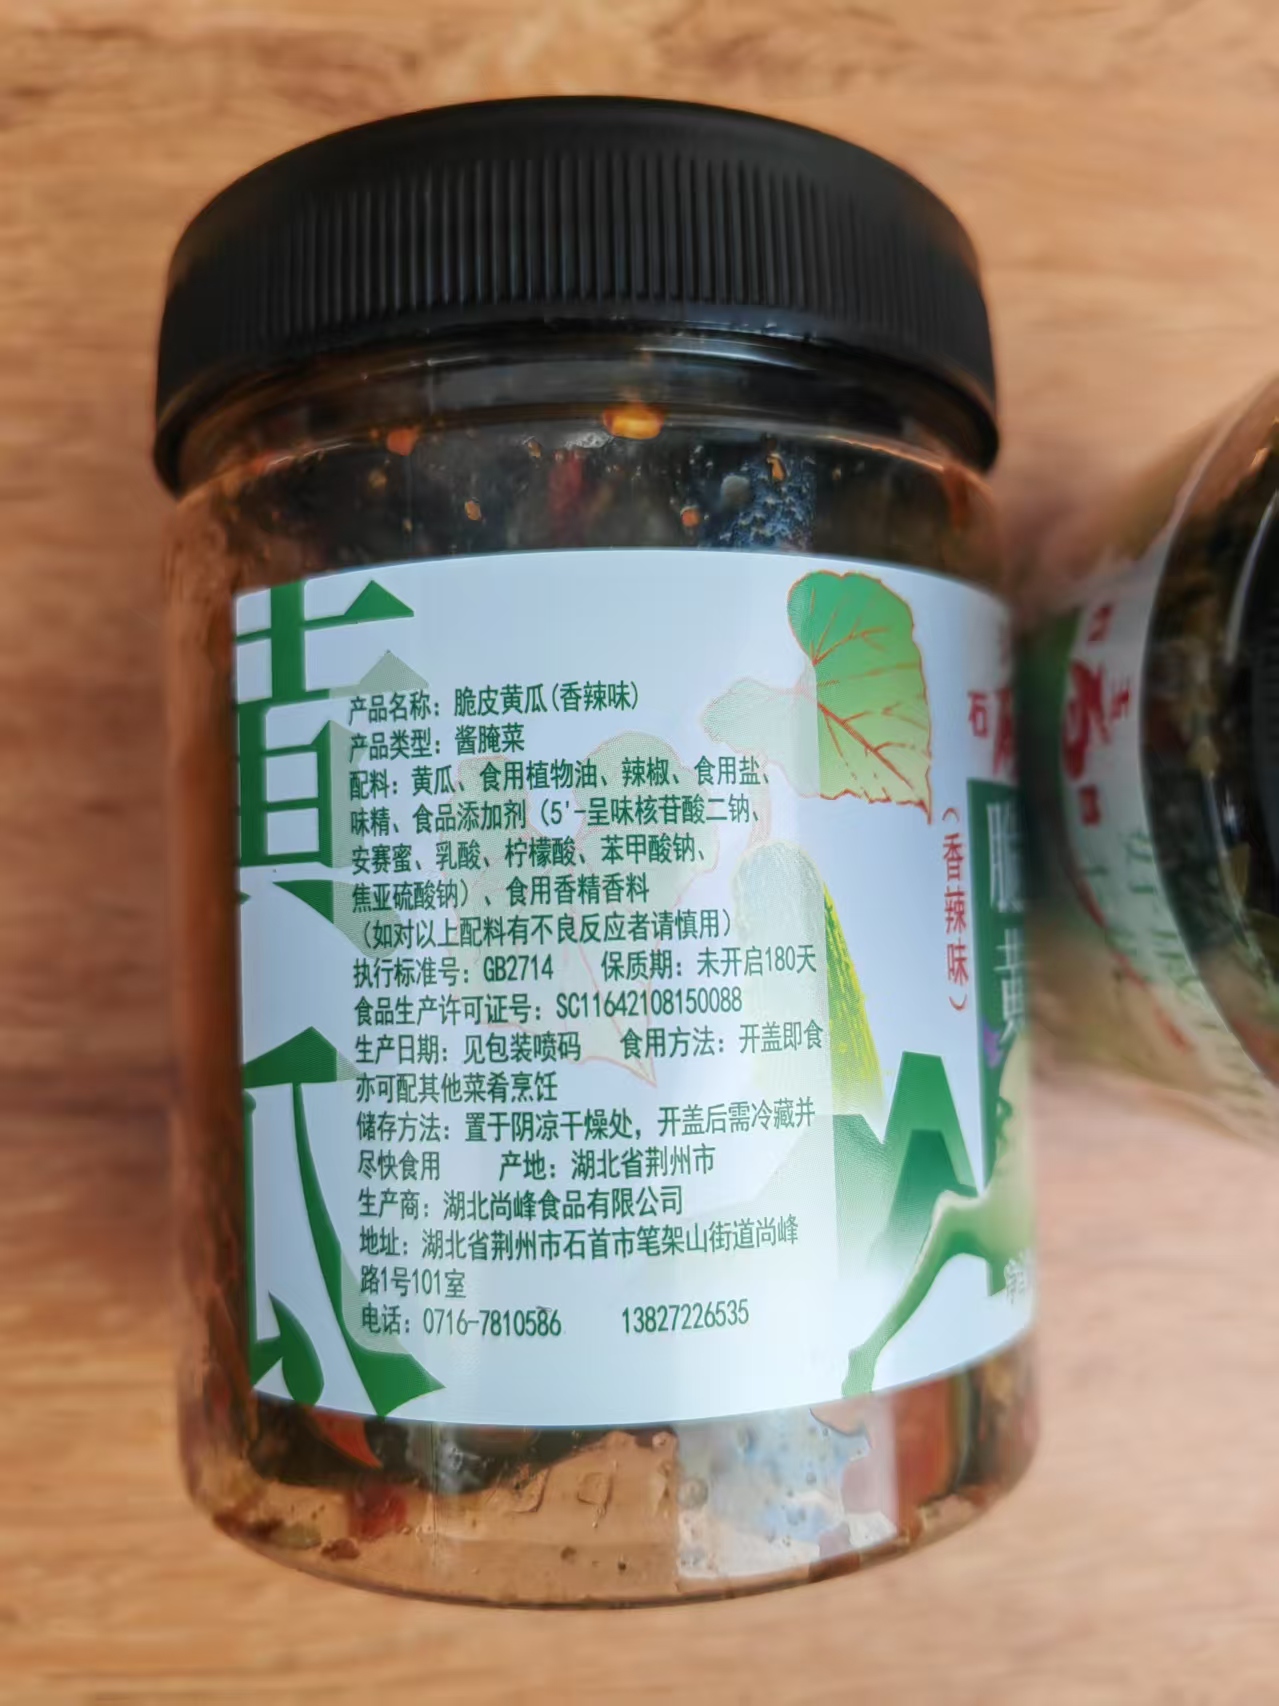 黄瓜
产品名称：脆皮黄瓜(香辣味)
产品类型：酱腌菜
配料：黄瓜、食用植物油、辣椒、食用盐、
味精、食品添加剂（5'-呈味核苷酸二钠、
安赛蜜、乳酸、柠檬酸、苯甲酸钠、
焦亚硫酸钠）、食用香精香料
（如对以上配料有不良反应者请慎用）
执行标准号：GB2714 保质期：未开启180天
食品生产许可证号：SC11642108150088
生产日期：见包装喷码 食用方法：开盖即食
亦可配其他菜肴烹饪
储存方法：置于阴凉干燥处，开盖后需冷藏并
尽快食用 产地：湖北省荆州市
生产商：湖北尚峰食品有限公司
地址：湖北省荆州市石首市笔架山街道尚峰
路1号101室
电话：0716-7810586 13827226535
（香辣味）
石
脆
黄